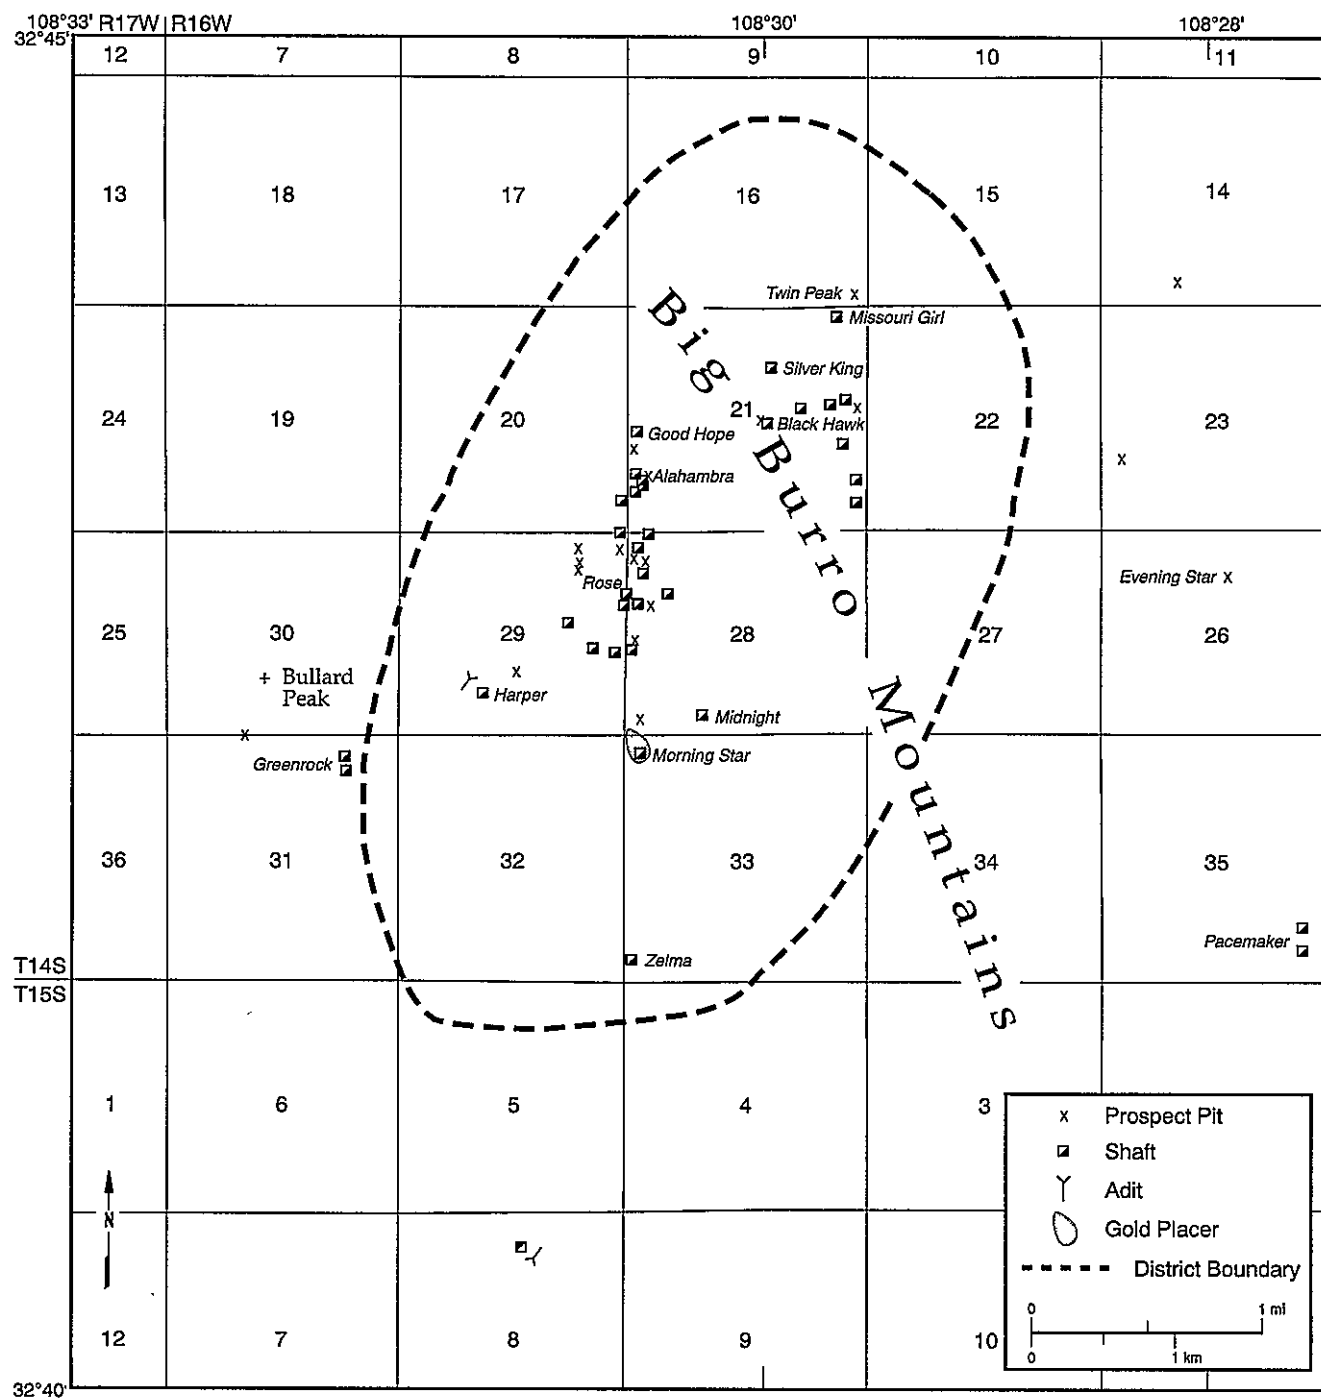 108°33' R17W R16W 108°30' 108°28'
32°45'
12 7 8 9 10 11
13 18 17 16 15 14
Twin Peak x x
Missouri Girl
Silver King
24 19 20 21 22 23
Black Hawk
Good Hope
Alahambra
Big Burro Mountains
Rose
Evening Star x
25 30 29 28 27 26
+ Bullard
Peak
Harper
Midnight
Morning Star
Greenrock
36 31 32 33 34 35
Pacemaker
Zelma
T14S
T15S
1 6 5 4 3
N
12 7 8 9 10
32°40'
x Prospect Pit
Shaft
Adit
Gold Placer
District Boundary
0 1 mi
0 1 km